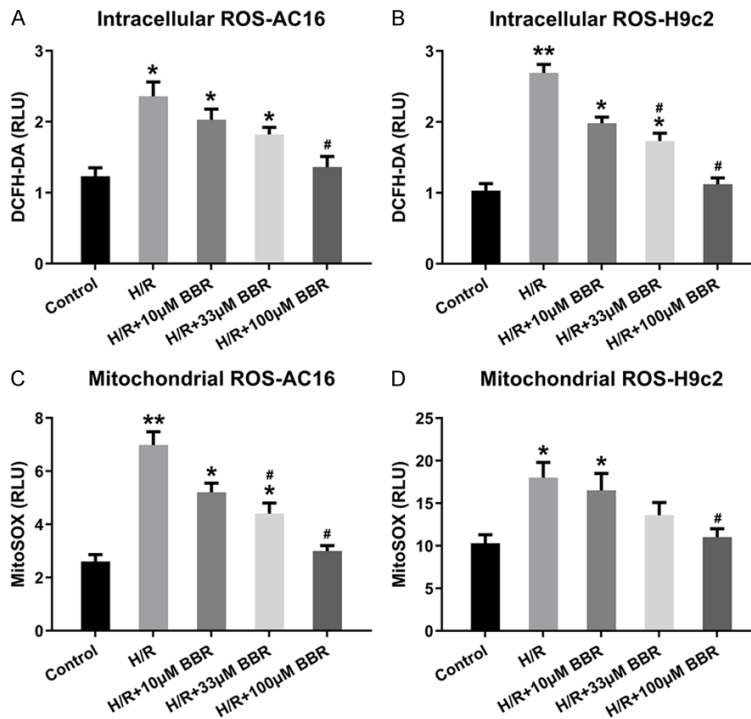 A
Intracellular ROS-AC16
DCFH-DA (RLU)
3
2
1
0
*
*
*
#
Control
H/R
H/R+10μM BBR
H/R+33μM BBR
H/R+100μM BBR
B
Intracellular ROS-H9c2
DCFH-DA (RLU)
3
2
1
0
**
*
#
*
#
Control
H/R
H/R+10μM BBR
H/R+33μM BBR
H/R+100μM BBR
C
Mitochondrial ROS-AC16
MitoSOX (RLU)
8
6
4
2
0
**
*
#
*
#
Control
H/R
H/R+10μM BBR
H/R+33μM BBR
H/R+100μM BBR
D
Mitochondrial ROS-H9c2
MitoSOX (RLU)
25
20
15
10
5
0
*
*
#
Control
H/R
H/R+10μM BBR
H/R+33μM BBR
H/R+100μM BBR